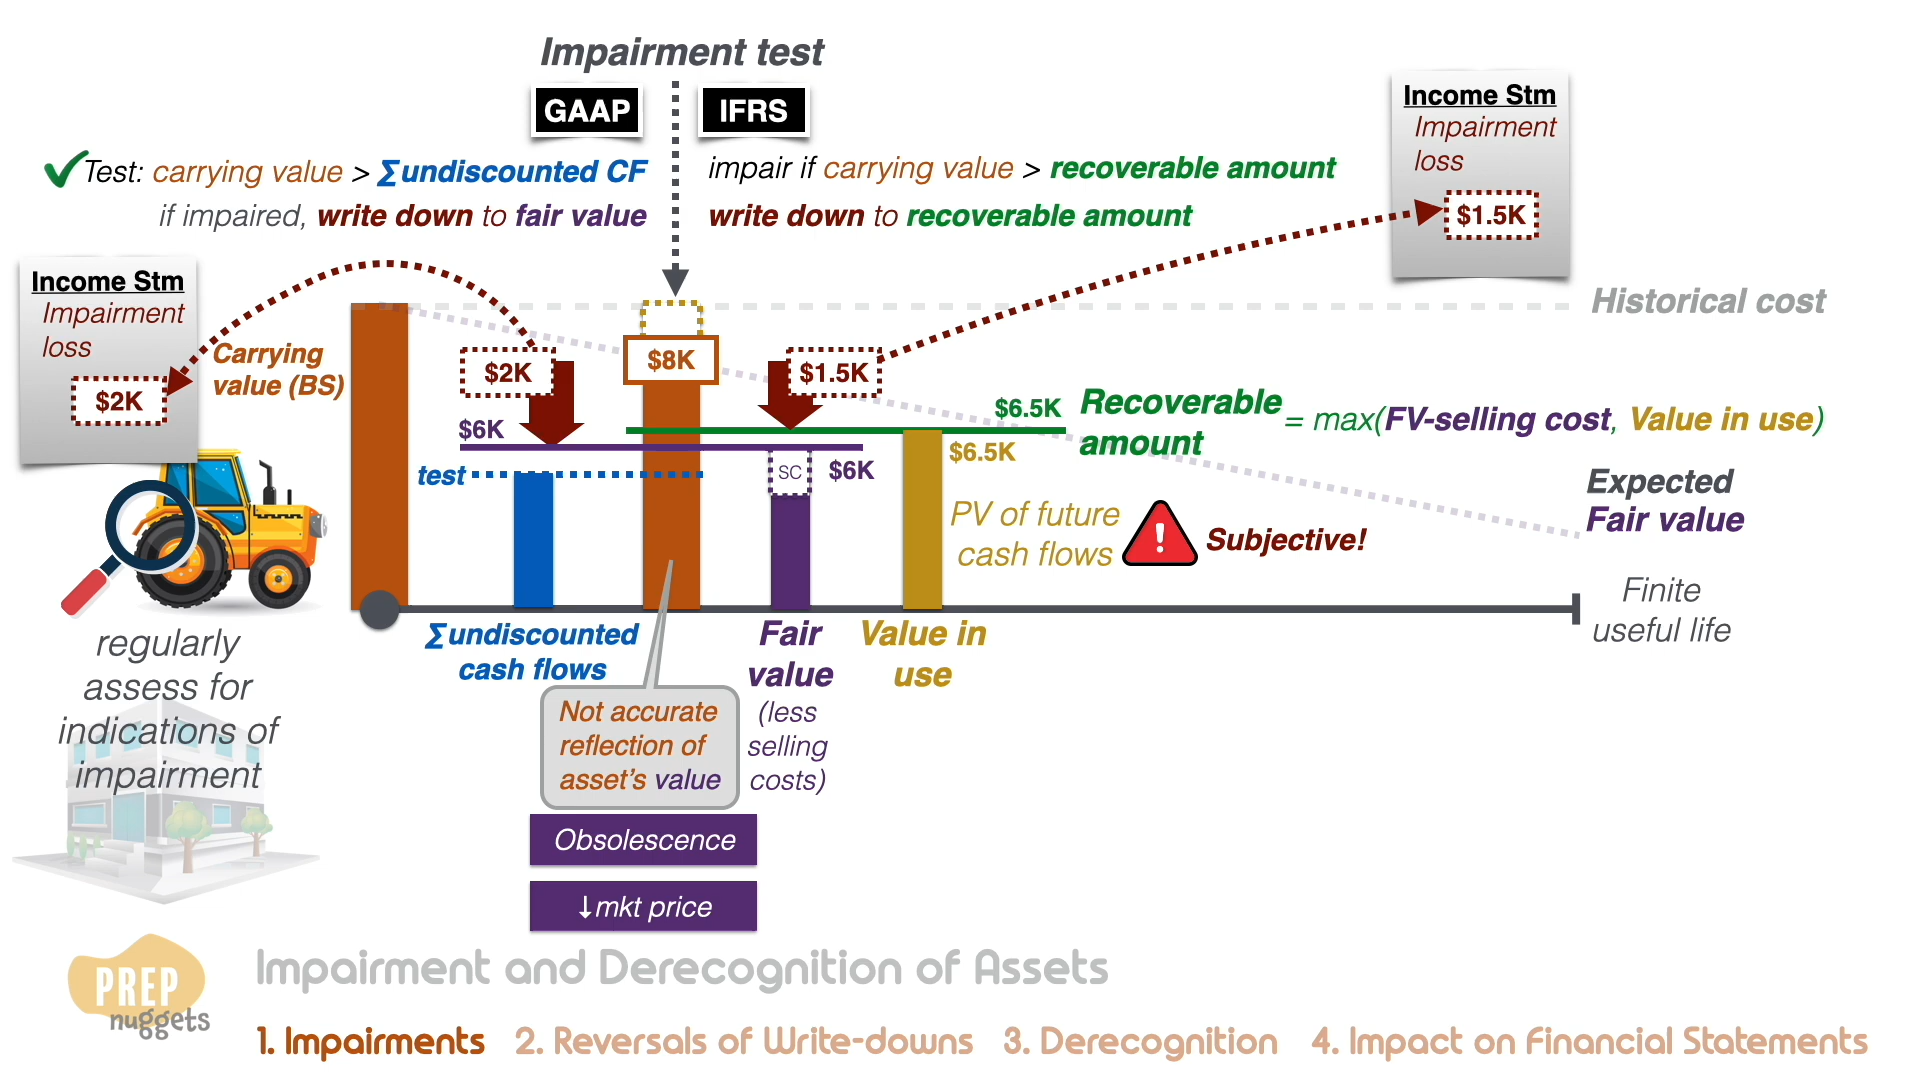 Impairment test
GAAP
IFRS
Test: carrying value > ∑undiscounted CF
if impaired, write down to fair value
impair if carrying value > recoverable amount
write down to recoverable amount
Income Stm
Impairment
loss
$1.5K
Income Stm
Impairment
loss
$2K
Historical cost
Carrying
value (BS)
$2K
$8K
$1.5K
$6K
$6.5K
Recoverable
amount
= max(FV-selling cost, Value in use)
$6.5K
test
SC
$6K
Expected
Fair value
PV of future
cash flows
!
Subjective!
Finite
useful life
∑undiscounted
cash flows
Fair
value
(less
selling
costs)
Value in
use
regularly
assess for
indications of
impairment
Not accurate
reflection of
asset's value
Obsolescence
↓mkt price
PREP
nuggets
Impairment and Derecognition of Assets
1. Impairments
2. Reversals of Write-downs
3. Derecognition
4. Impact on Financial Statements